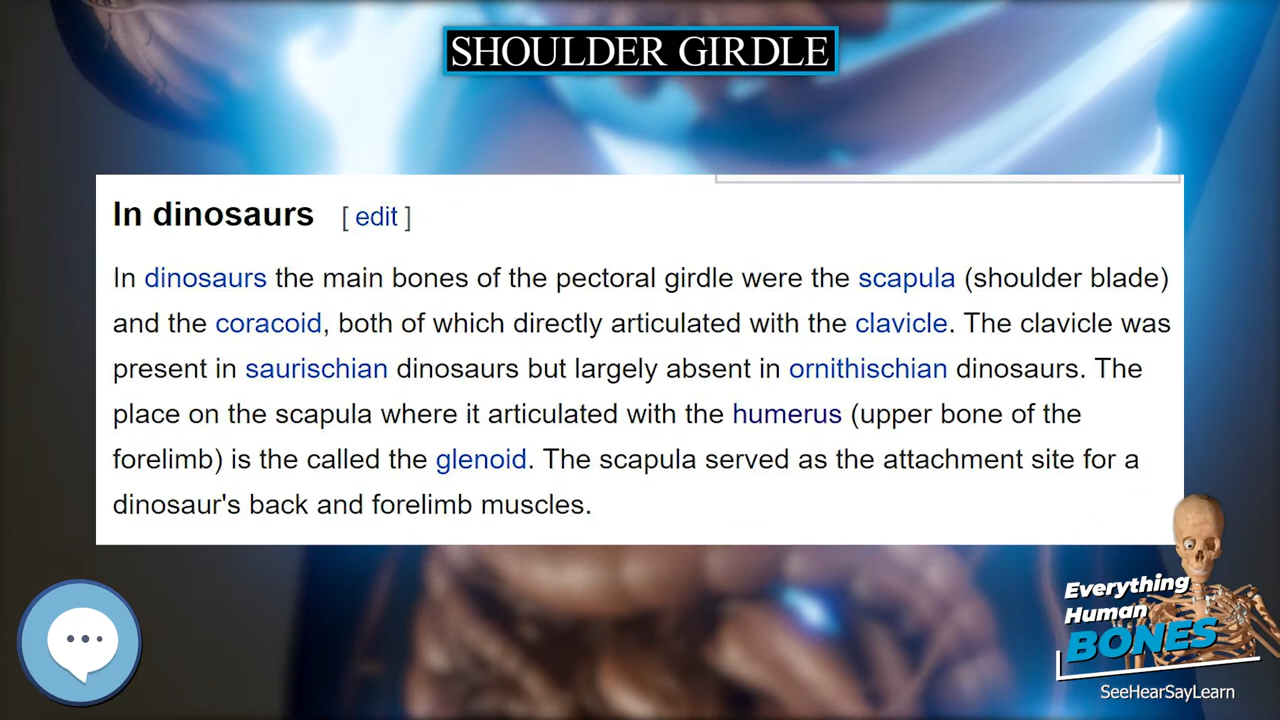 SHOULDER GIRDLE
In dinosaurs [ edit ]
In dinosaurs the main bones of the pectoral girdle were the scapula (shoulder blade)
and the coracoid, both of which directly articulated with the clavicle. The clavicle was
present in saurischian dinosaurs but largely absent in ornithischian dinosaurs. The
place on the scapula where it articulated with the humerus (upper bone of the
forelimb) is the called the glenoid. The scapula served as the attachment site for a
dinosaur's back and forelimb muscles.
Everything
Human
BONES
SeeHearSayLearn